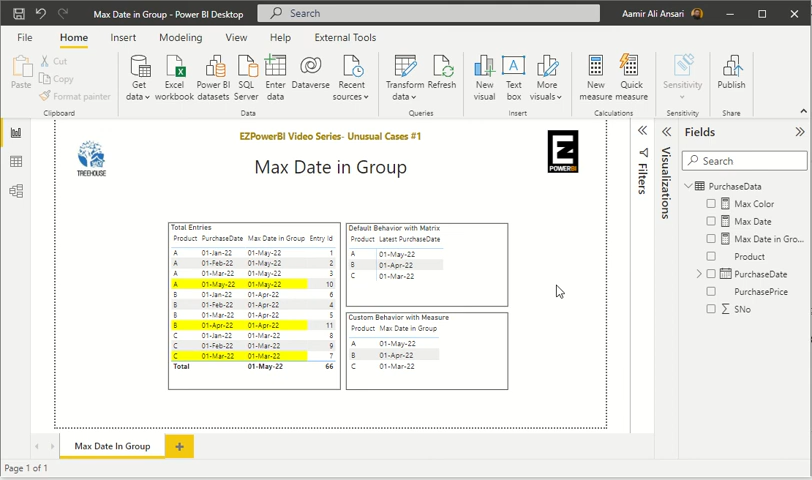 Max Date in Group - Power BI Desktop
Search
Aamir Ali Ansari
File Home Insert Modeling View Help External Tools
Paste
Cut
Copy
Format painter
Clipboard
Get data
Excel workbook
Power BI datasets
SQL Server
Enter data
Dataverse
Recent sources
Data
Transform data
Refresh
Queries
New visual
Text box
More visuals
Insert
New measure
Quick measure
Calculations
Sensitivity
Sensitivity
Publish
Share
EZPowerBI Video Series- Unusual Cases #1
TREEHOUSE
Max Date in Group
EZ
POWERBI
Total Entries
Product PurchaseDate Max Date in Group Entry Id
A 01-Jan-22 01-May-22 1
A 01-Feb-22 01-May-22 2
A 01-Mar-22 01-May-22 3
A 01-May-22 01-May-22 10
B 01-Jan-22 01-Apr-22 6
B 01-Feb-22 01-Apr-22 4
B 01-Mar-22 01-Apr-22 5
B 01-Apr-22 01-Apr-22 11
C 01-Jan-22 01-Mar-22 8
C 01-Feb-22 01-Mar-22 9
C 01-Mar-22 01-Mar-22 7
Total 01-May-22 66
Default Behavior with Matrix
Product Latest PurchaseDate
A 01-May-22
B 01-Apr-22
C 01-Mar-22
Custom Behavior with Measure
Product Max Date in Group
A 01-May-22
B 01-Apr-22
C 01-Mar-22
Filters
Visualizations
Fields
Search
PurchaseData
Max Color
Max Date
Max Date in Gro...
Product
PurchaseDate
PurchasePrice
SNo
Max Date In Group
Page 1 of 1